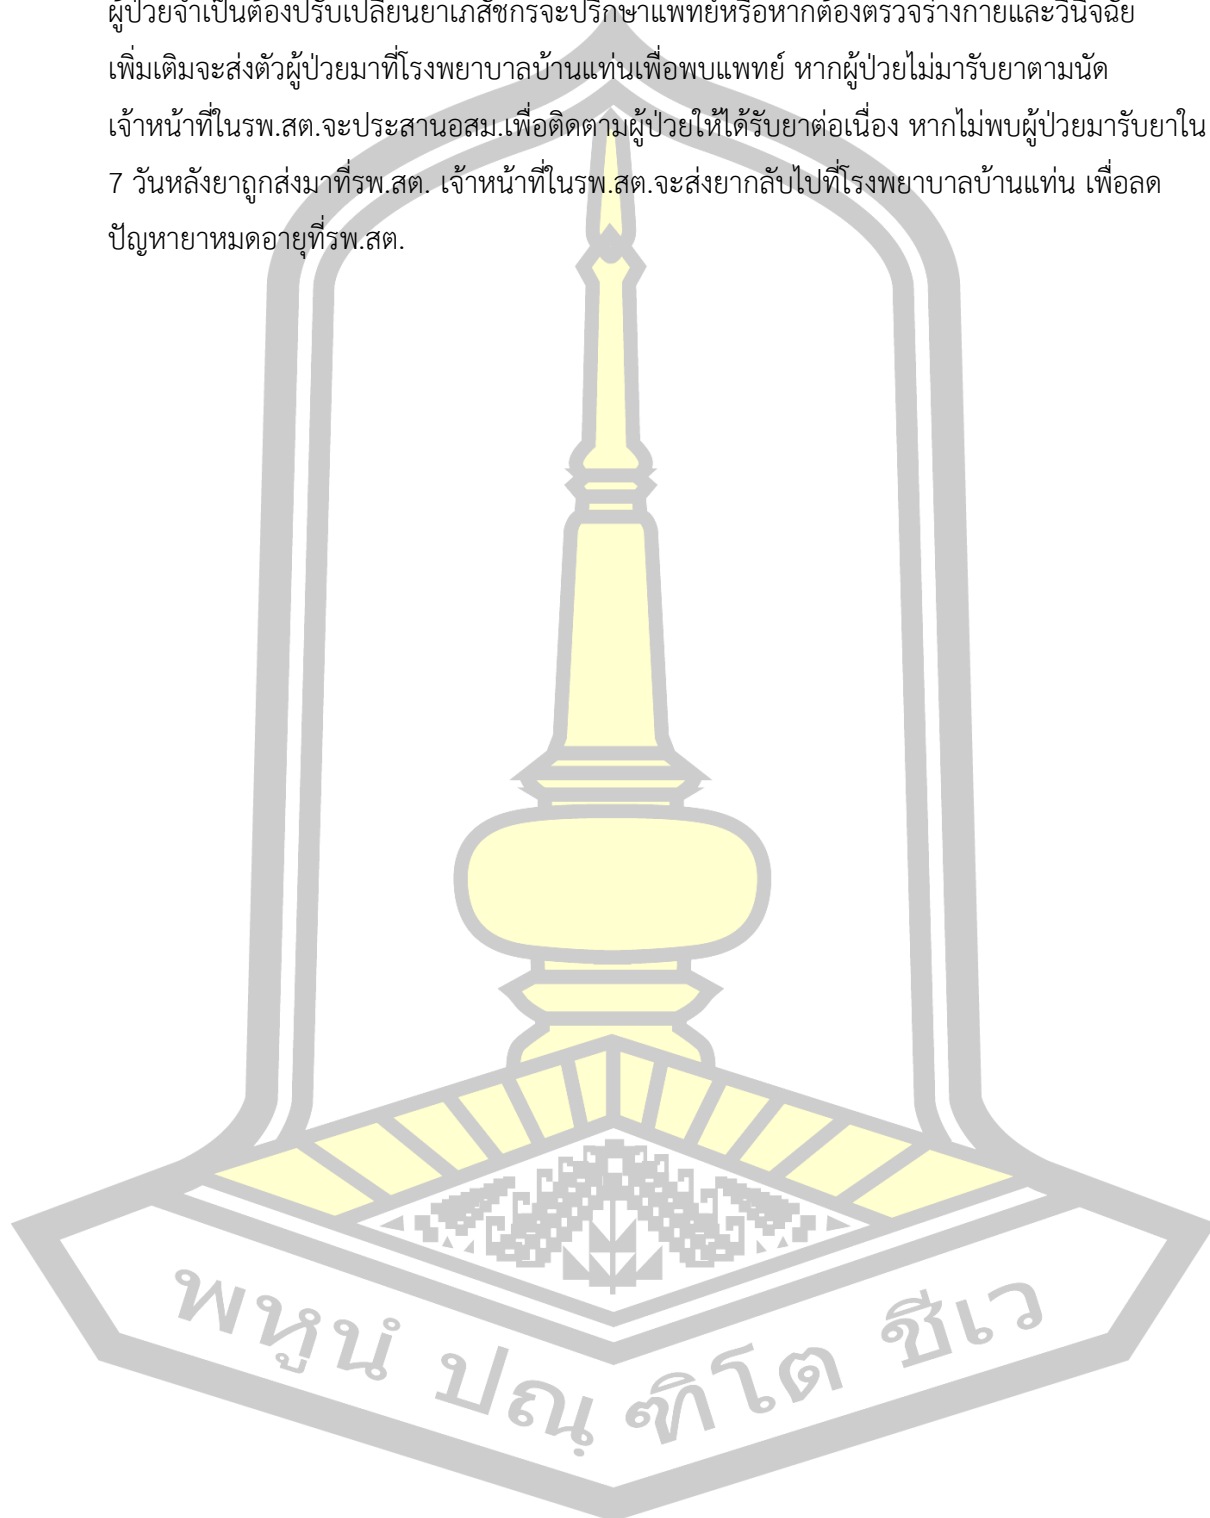 ผู้ป่วยจำเป็นต้องปรับเปลี่ยนยาเภสัชกรจะปรึกษาแพทย์หรือหากต้องตรวจร่างกายและวินิจฉัย
เพิ่มเติมจะส่งตัวผู้ป่วยมาที่โรงพยาบาลบ้านแท่นเพื่อพบแพทย์ หากผู้ป่วยไม่มารับยาตามนัด
เจ้าหน้าที่ในรพ.สต.จะประสานอสม.เพื่อติดตามผู้ป่วยให้ได้รับยาต่อเนื่อง หากไม่พบผู้ป่วยมารับยาใน
7 วันหลังยาถูกส่งมาที่รพ.สต. เจ้าหน้าที่ในรพ.สต.จะส่งยากลับไปที่โรงพยาบาลบ้านแท่น เพื่อลด
ปัญหายาหมดอายุที่รพ.สต.
พหูนํ ปณฺฑิโต ชีเว